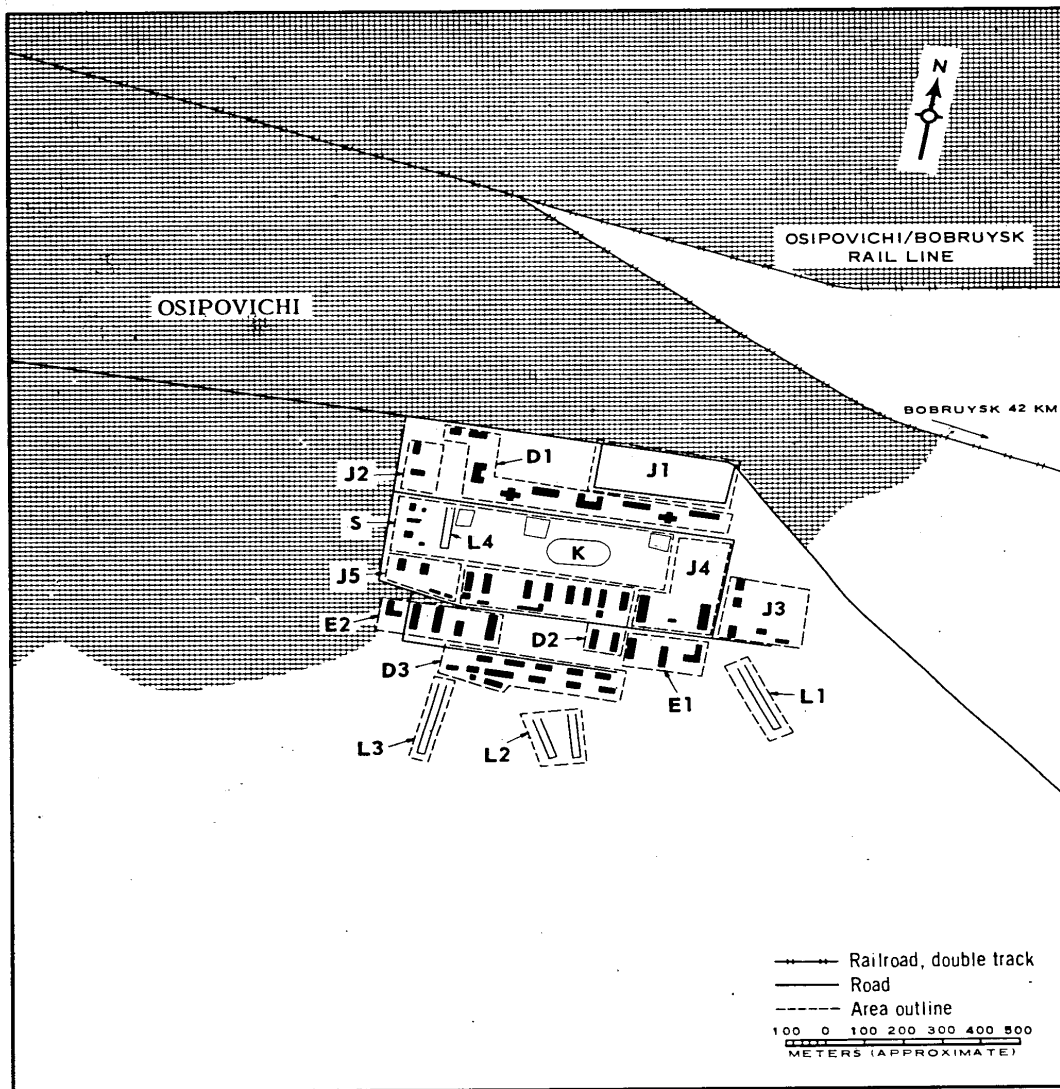 N
OSIPOVICHI/BOBRUYSK
RAIL LINE
OSIPOVICHI
BOBRUYSK 42 KM
D1
J1
J2
S
L4
K
J4
J5
J3
E2
D2
D3
E1
L1
L3
L2
Railroad, double track
Road
Area outline
100 0 100 200 300 400 500
METERS (APPROXIMATE)